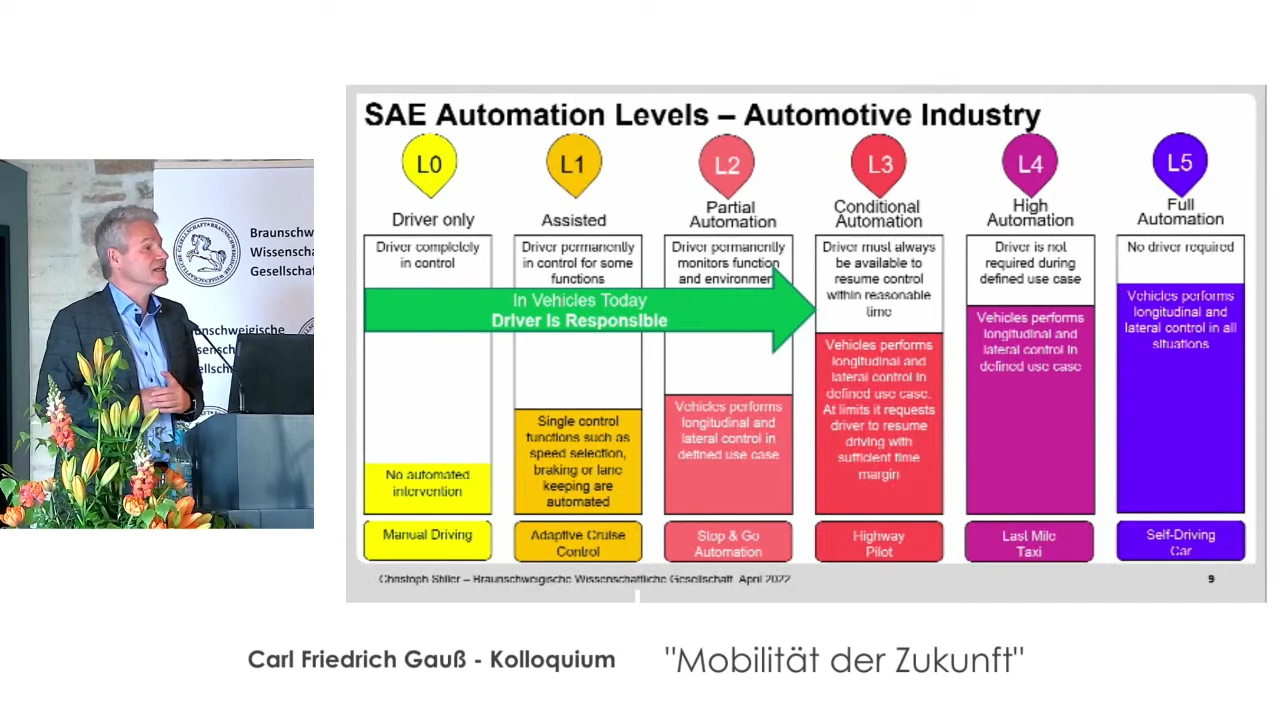 SAE Automation Levels – Automotive Industry
L0
L1
L2
L3
L4
L5
Driver only
Assisted
Partial
Automation
Conditional
Automation
High
Automation
Full
Automation
Driver completely
in control
Driver permanently
in control for some
functions
Driver permanently
monitors function
and environment
Driver must always
be available to
resume control
within reasonable
time
Driver is not
required during
defined use case
No driver required
In Vehicles Today
Driver is Responsible
No automated
intervention
Single control
functions such as
speed selection,
braking or lane
keeping are
automated
Vehicles performs
longitudinal and
lateral control in
defined use case
Vehicles performs
longitudinal and
lateral control in
defined use case.
At limits it requests
driver to resume
driving with
sufficient time
margin
Vehicles performs
longitudinal and
lateral control in
defined use case
Vehicles performs
longitudinal and
lateral control in all
situations
Manual Driving
Adaptive Cruise
Control
Stop & Go
Automation
Highway
Pilot
Last Mile
Taxi
Self-Driving
Car
Christoph Stiller – Braunschweigische Wissenschaftliche Gesellschaft April 2022
9
Braunschw
Wissenscha
Gesellscha
unschweigische
Carl Friedrich Gauß - Kolloquium
"Mobilität der Zukunft"